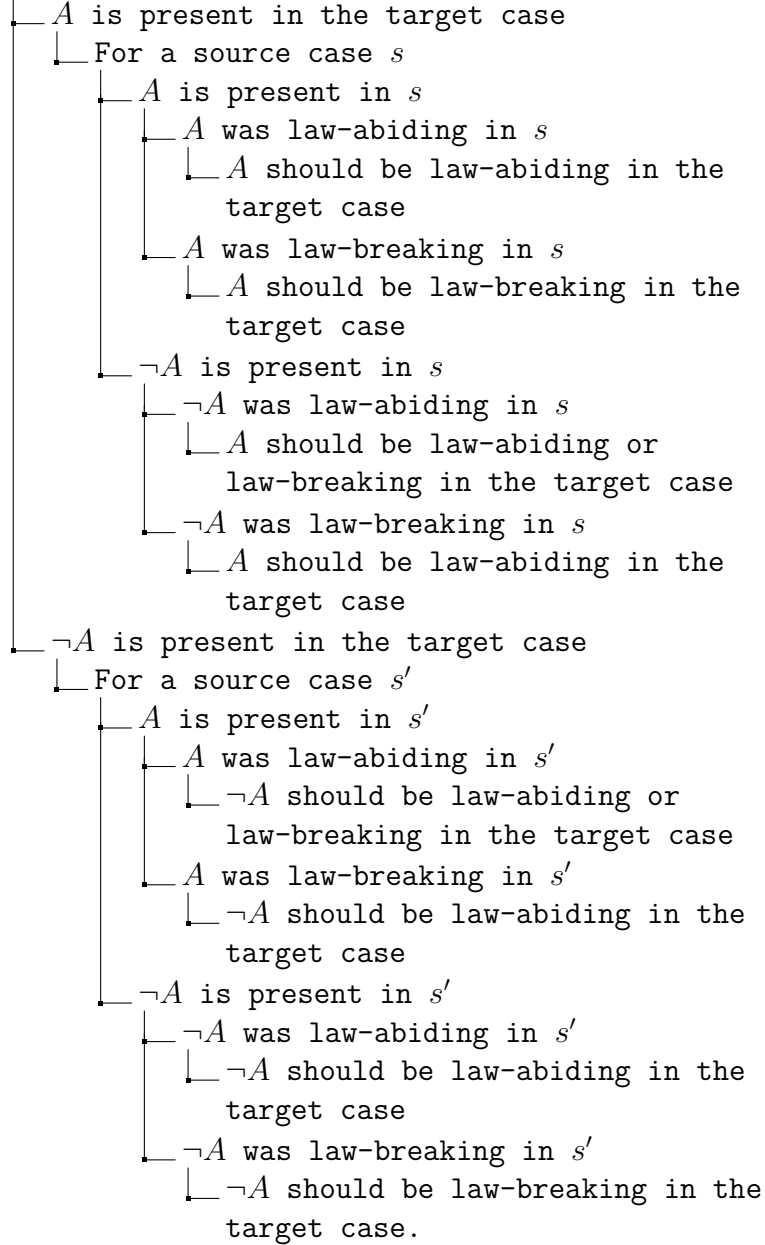 A is present in the target case
For a source case s
A is present in s
A was law-abiding in s
A should be law-abiding in the
target case
A was law-breaking in s
A should be law-breaking in the
target case
¬A is present in s
¬A was law-abiding in s
A should be law-abiding or
law-breaking in the target case
¬A was law-breaking in s
A should be law-abiding in the
target case
¬A is present in the target case
For a source case s′
A is present in s′
A was law-abiding in s′
¬A should be law-abiding or
law-breaking in the target case
A was law-breaking in s′
¬A should be law-abiding in the
target case
¬A is present in s′
¬A was law-abiding in s′
¬A should be law-abiding in the
target case
¬A was law-breaking in s′
¬A should be law-breaking in the
target case.